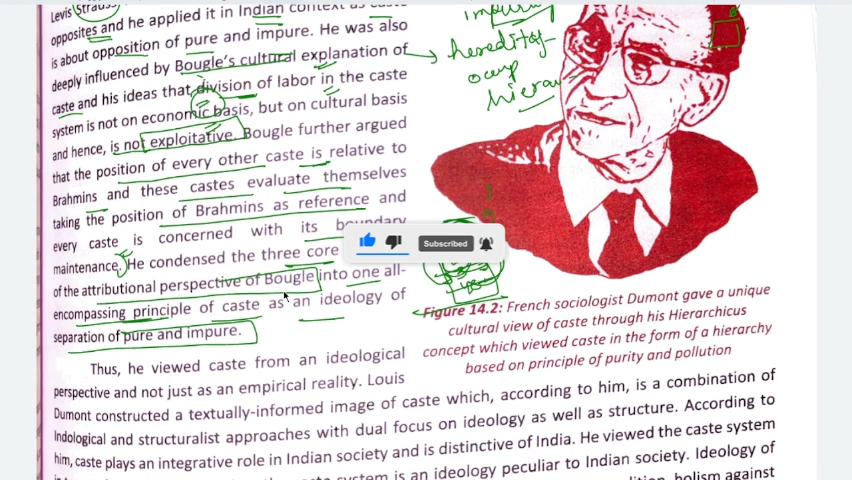 Levis Strauss
opposites and he applied it in Indian context as caste
is about opposition of pure and impure. He was also
deeply influenced by Bougle's cultural explanation of
caste and his ideas that division of labor in the caste
system is not on economic basis, but on cultural basis
and hence, is not exploitative. Bougle further argued
that the position of every other caste is relative to
Brahmins and these castes evaluate themselves
taking the position of Brahmins as reference and
every caste is concerned with its boundary
maintenance. He condensed the three core
of the attributional perspective of Bougle into one all-
encompassing principle of caste as an ideology of
separation of pure and impure.
Thus, he viewed caste from an ideological
perspective and not just as an empirical reality. Louis
Dumont constructed a textually-informed image of caste which, according to him, is a combination of
Indological and structuralist approaches with dual focus on ideology as well as structure. According to
him, caste plays an integrative role in Indian society and is distinctive of India. He viewed the caste system
system is an ideology peculiar to Indian society. Ideology of
holism against
impurity
hereditary
occup
hierar
Subscribed
Figure 14.2: French sociologist Dumont gave a unique
cultural view of caste through his Hierarchicus
concept which viewed caste in the form of a hierarchy
based on principle of purity and pollution